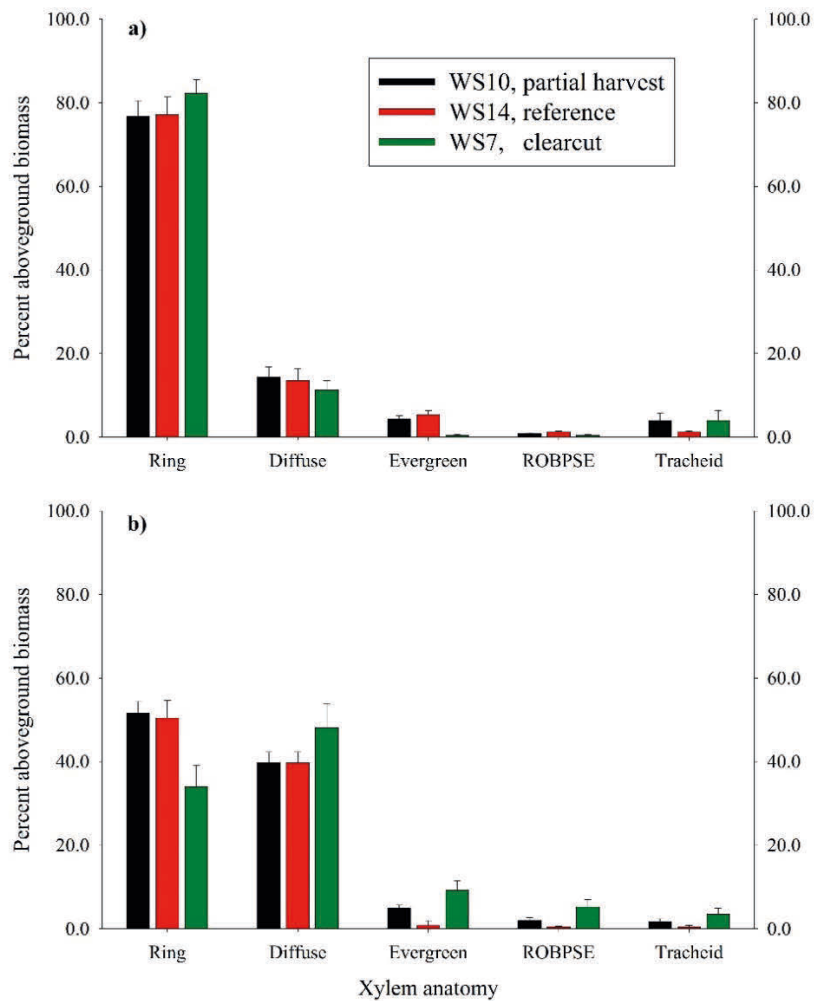 a)
WS10, partial harvest
WS14, reference
WS7, clearcut
Percent aboveground biomass
100.0
80.0
60.0
40.0
20.0
0.0
100.0
80.0
60.0
40.0
20.0
0.0
Ring Diffuse Evergreen ROBPSE Tracheid
b)
Percent aboveground biomass
100.0
80.0
60.0
40.0
20.0
0.0
100.0
80.0
60.0
40.0
20.0
0.0
Ring Diffuse Evergreen ROBPSE Tracheid
Xylem anatomy